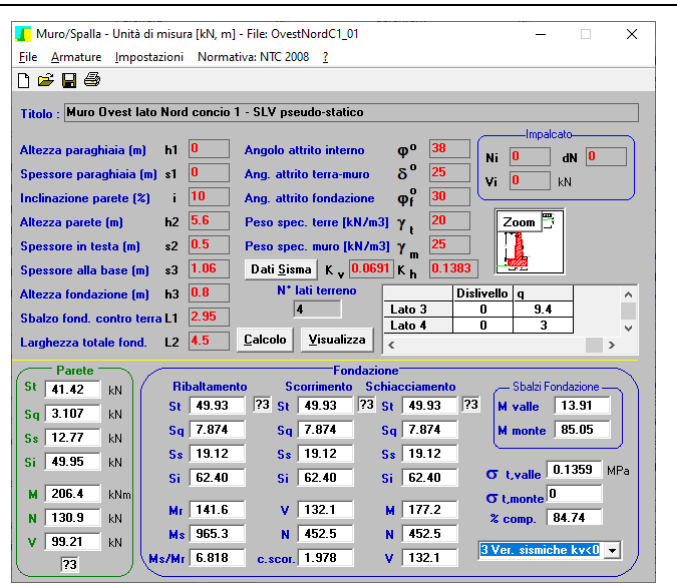 Muro/Spalla - Unità di misura [kN, m] - File: OvestNordC1_01
File Armature Impostazioni Normativa: NTC 2008 ?
Titolo : Muro Ovest lato Nord concio 1 - SLV pseudo-statico
Altezza paraghiaia (m) h1 0 Angolo attrito interno φ° 38
Impalcato
Ni 0 dN 0
Spessore paraghiaia (m) s1 0 Ang. attrito terra-muro δ° 25
Vi 0 kN
Inclinazione parete (%) i 10 Ang. attrito fondazione φ°f 30
Altezza parete (m) h2 5.6 Peso spec. terre [kN/m3] γt 20
Zoom
Spessore in testa (m) s2 0.5 Peso spec. muro [kN/m3] γm 25
Spessore alla base (m) s3 1.06 Dati Sisma Kv 0.0691 Kh 0.1383
Altezza fondazione (m) h3 0.8 N° lati terreno
Dislivello q
Sbalzo fond. contro terra L1 2.95 4 Lato 3 0 9.4
Lato 4 0 3
Larghezza totale fond. L2 4.5 Calcolo Visualizza
Parete
St 41.42 kN
Sq 3.107 kN
Ss 12.77 kN
Si 49.95 kN
M 206.4 kNm
N 130.9 kN
V 99.21 kN
?3
Fondazione
Ribaltamento Scorrimento Schiacciamento
St 49.93 ?3 St 49.93 ?3 St 49.93 ?3
Sq 7.874 Sq 7.874 Sq 7.874
Ss 19.12 Ss 19.12 Ss 19.12
Si 62.40 Si 62.40 Si 62.40
Mr 141.6 V 132.1 M 177.2
Ms 965.3 N 452.5 N 452.5
Ms/Mr 6.818 c.scor. 1.978 V 132.1
Sbalzi Fondazione
M valle 13.91
M monte 85.05
σ t,valle 0.1359 MPa
σ t,monte 0
% comp. 84.74
3 Ver. sismiche kv<0